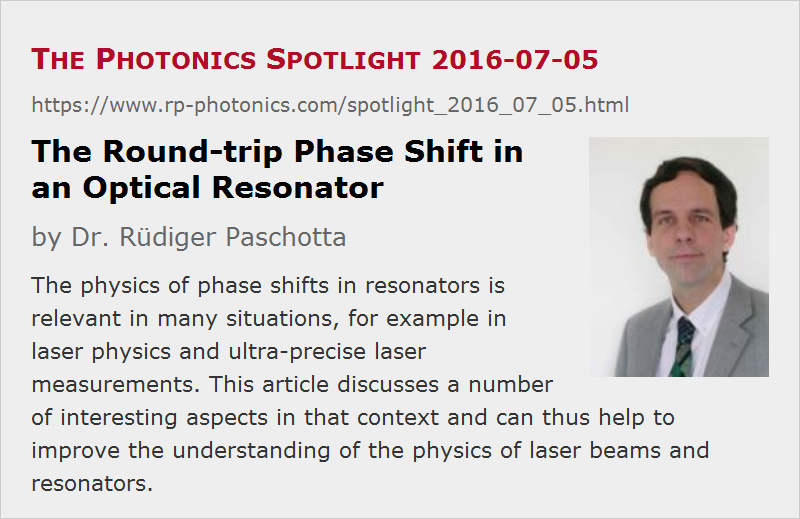 The Photonics Spotlight 2016-07-05
https://www.rp-photonics.com/spotlight_2016_07_05.html
The Round-trip Phase Shift in
an Optical Resonator
by Dr. Rüdiger Paschotta
The physics of phase shifts in resonators is
relevant in many situations, for example in
laser physics and ultra-precise laser
measurements. This article discusses a number
of interesting aspects in that context and can thus help to
improve the understanding of the physics of laser beams and
resonators.